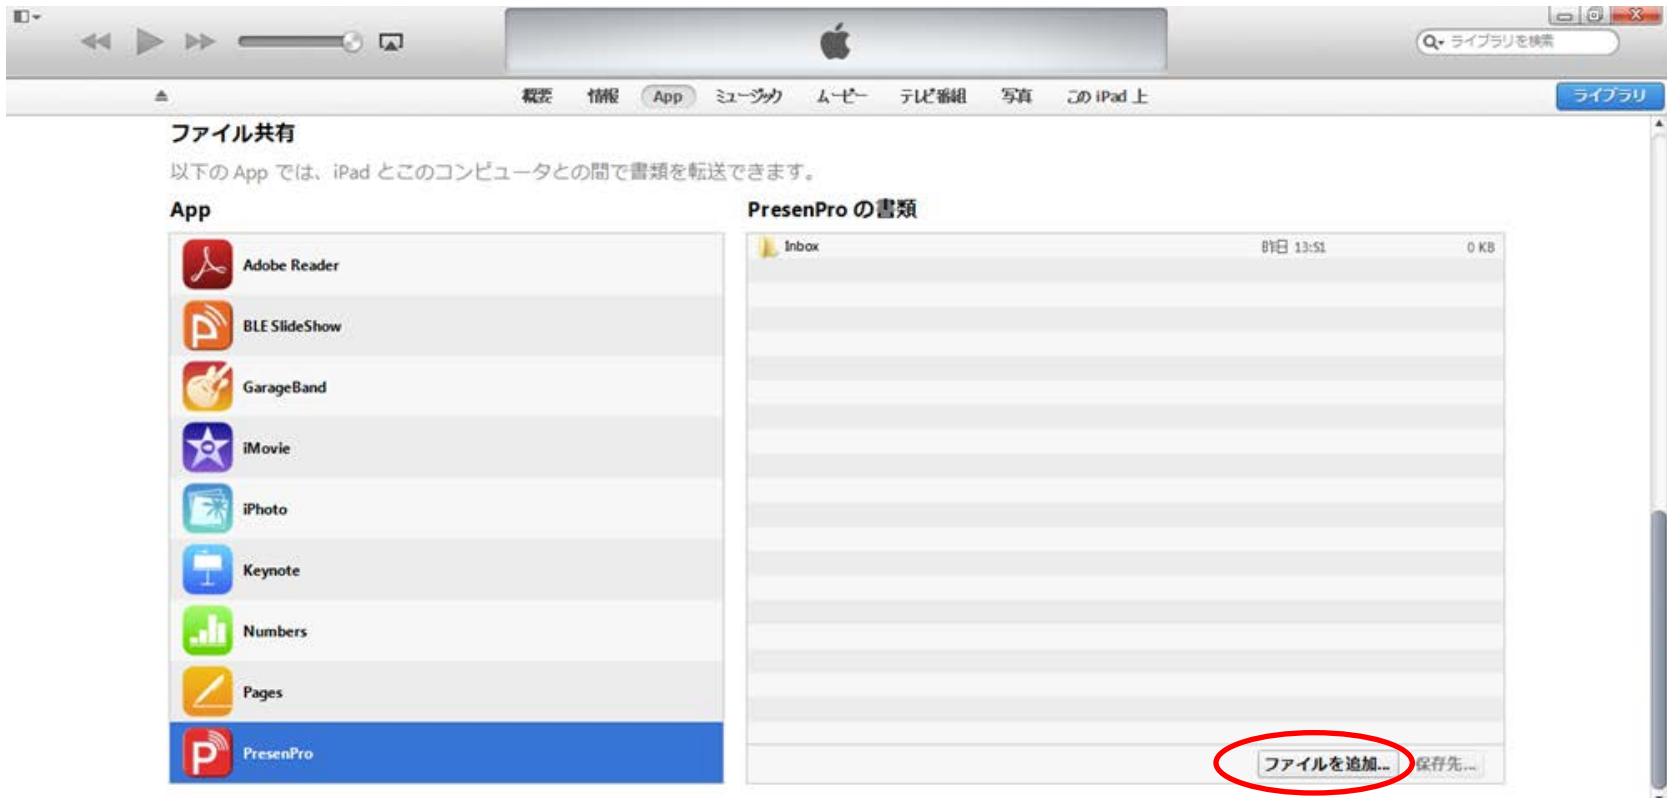 ライブラリを検索
概要 情報 App ミュージック ムービー テレビ番組 写真 この iPad 上 ライブラリ
ファイル共有
以下の App では、iPad とこのコンピュータとの間で書類を転送できます。
App
PresenPro の書類
Adobe Reader
BLE SlideShow
GarageBand
iMovie
iPhoto
Keynote
Numbers
Pages
PresenPro
Inbox 昨日 13:51 0 KB
ファイルを追加... 保存先...